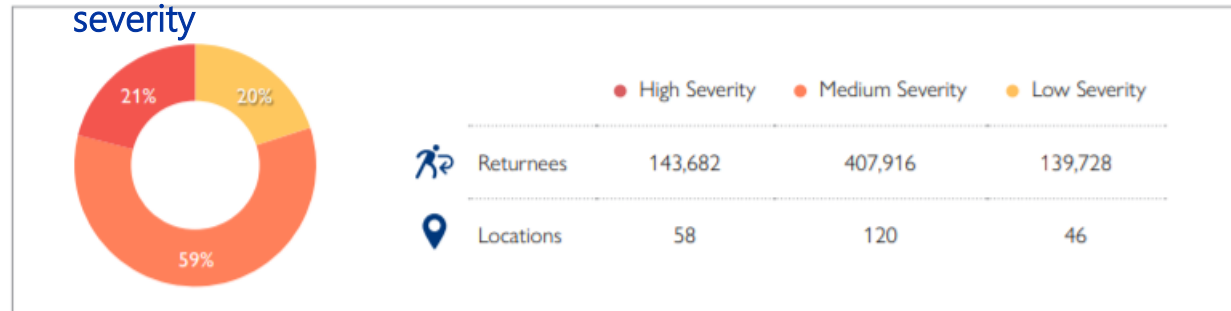 severity
21%
20%
59%
High Severity Medium Severity Low Severity
Returnees 143,682 407,916 139,728
Locations 58 120 46